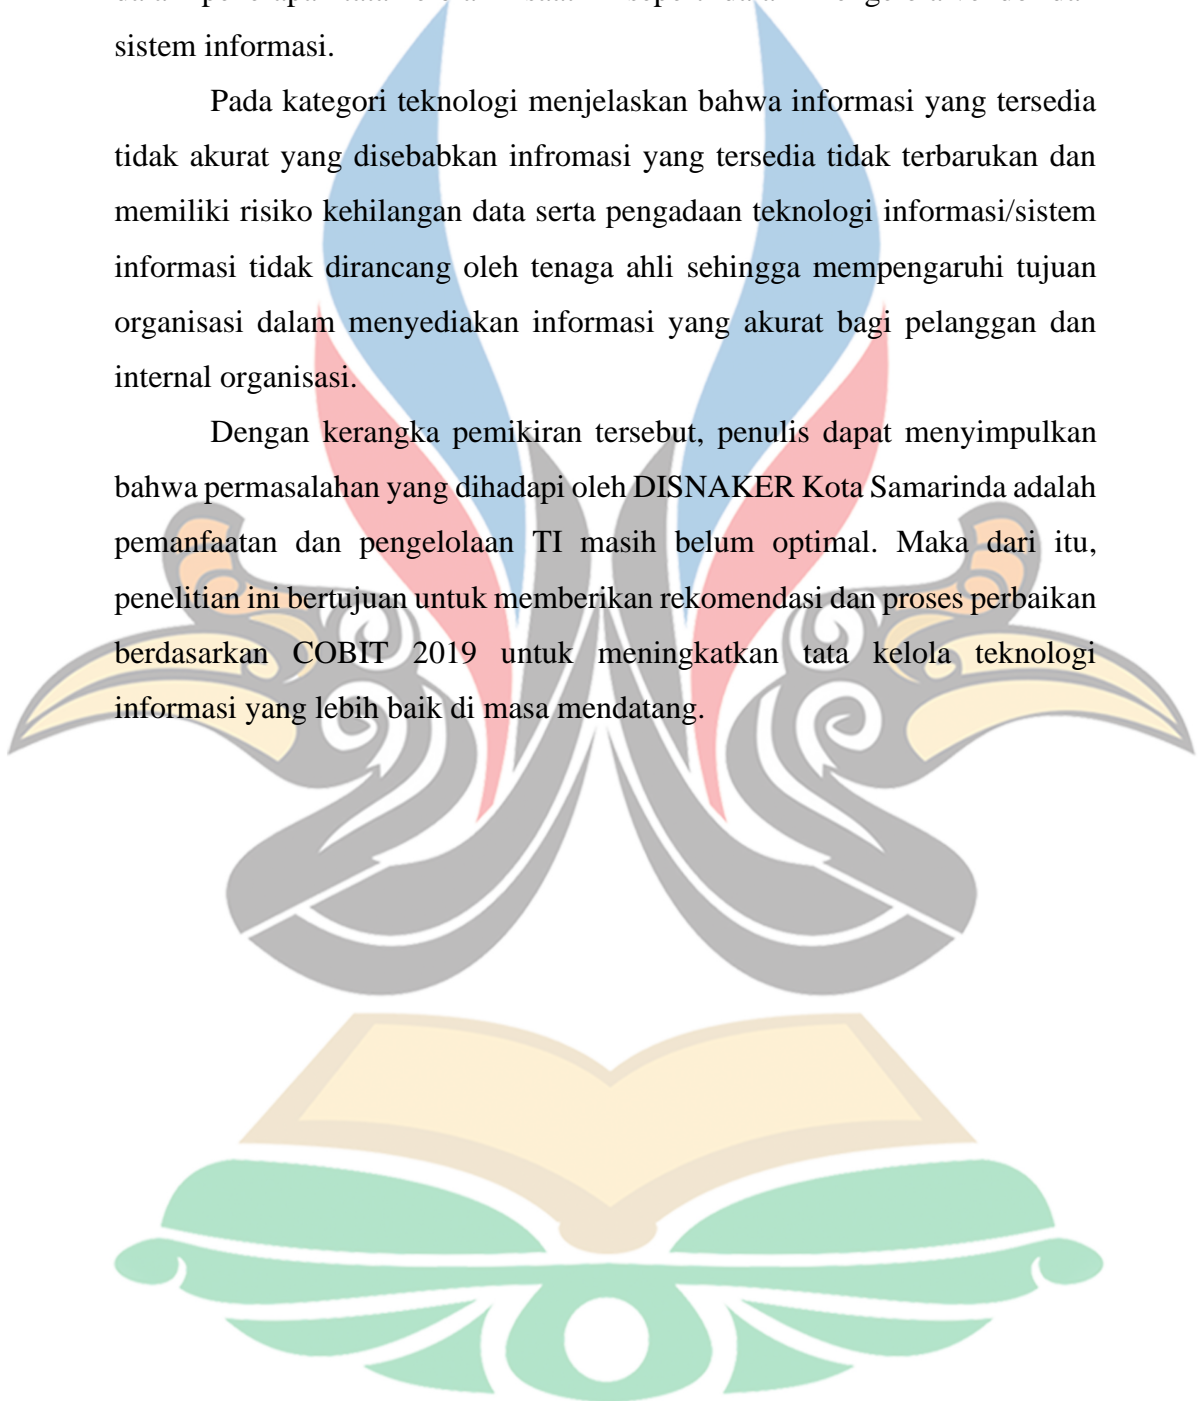 sistem informasi.
Pada kategori teknologi menjelaskan bahwa informasi yang tersedia
tidak akurat yang disebabkan infromasi yang tersedia tidak terbarukan dan
memiliki risiko kehilangan data serta pengadaan teknologi informasi/sistem
informasi tidak dirancang oleh tenaga ahli sehingga mempengaruhi tujuan
organisasi dalam menyediakan informasi yang akurat bagi pelanggan dan
internal organisasi.
Dengan kerangka pemikiran tersebut, penulis dapat menyimpulkan
bahwa permasalahan yang dihadapi oleh DISNAKER Kota Samarinda adalah
pemanfaatan dan pengelolaan TI masih belum optimal. Maka dari itu,
penelitian ini bertujuan untuk memberikan rekomendasi dan proses perbaikan
berdasarkan COBIT 2019 untuk meningkatkan tata kelola teknologi
informasi yang lebih baik di masa mendatang.